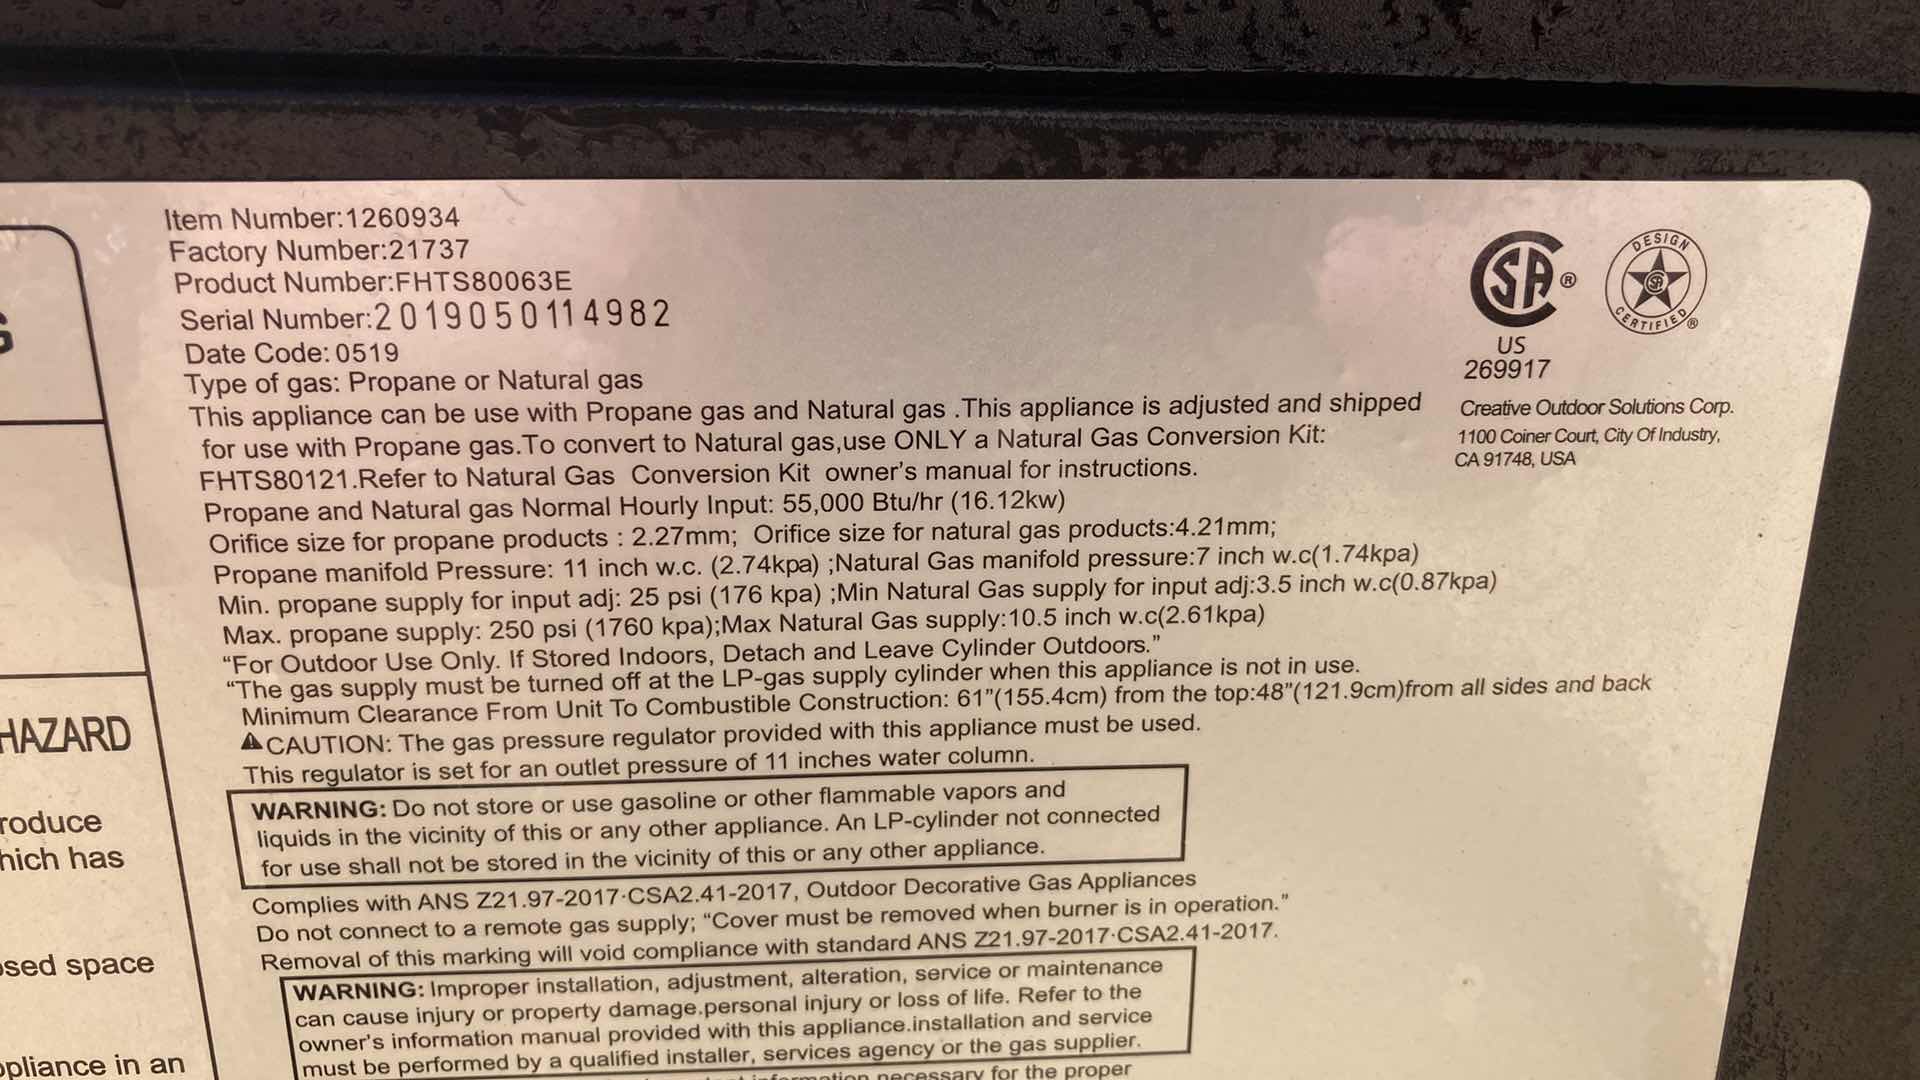 Item Number:1260934
Factory Number:21737
Product Number:FHTS80063E
Serial Number:2019050114982
Date Code: 0519
Type of gas: Propane or Natural gas
This appliance can be use with Propane gas and Natural gas .This appliance is adjusted and shipped
for use with Propane gas.To convert to Natural gas,use ONLY a Natural Gas Conversion Kit:
FHTS80121.Refer to Natural Gas Conversion Kit owner's manual for instructions.
Propane and Natural gas Normal Hourly Input: 55,000 Btu/hr (16.12kw)
Orifice size for propane products : 2.27mm; Orifice size for natural gas products:4.21mm;
Propane manifold Pressure: 11 inch w.c. (2.74kpa) ;Natural Gas manifold pressure:7 inch w.c(1.74kpa)
Min. propane supply for input adj: 25 psi (176 kpa) ;Min Natural Gas supply for input adj:3.5 inch w.c(0.87kpa)
Max. propane supply: 250 psi (1760 kpa);Max Natural Gas supply:10.5 inch w.c(2.61kpa)
“For Outdoor Use Only. If Stored Indoors, Detach and Leave Cylinder Outdoors.”
“The gas supply must be turned off at the LP-gas supply cylinder when this appliance is not in use.
Minimum Clearance From Unit To Combustible Construction: 61”(155.4cm) from the top:48”(121.9cm)from all sides and back
CAUTION: The gas pressure regulator provided with this appliance must be used.
This regulator is set for an outlet pressure of 11 inches water column.
WARNING: Do not store or use gasoline or other flammable vapors and
liquids in the vicinity of this or any other appliance. An LP-cylinder not connected
for use shall not be stored in the vicinity of this or any other appliance.
Complies with ANS Z21.97-2017·CSA2.41-2017, Outdoor Decorative Gas Appliances
Do not connect to a remote gas supply; “Cover must be removed when burner is in operation.”
Removal of this marking will void compliance with standard ANS Z21.97-2017·CSA2.41-2017.
WARNING: Improper installation, adjustment, alteration, service or maintenance
can cause injury or property damage.personal injury or loss of life. Refer to the
owner's information manual provided with this appliance.installation and service
must be performed by a qualified installer, services agency or the gas supplier.
necessary for the proper
SA ®
US
269917
DESIGN
SA
CERTIFIED ®
Creative Outdoor Solutions Corp.
1100 Coiner Court, City Of Industry,
CA 91748, USA
G
HAZARD
roduce
hich has
osed space
ppliance in an